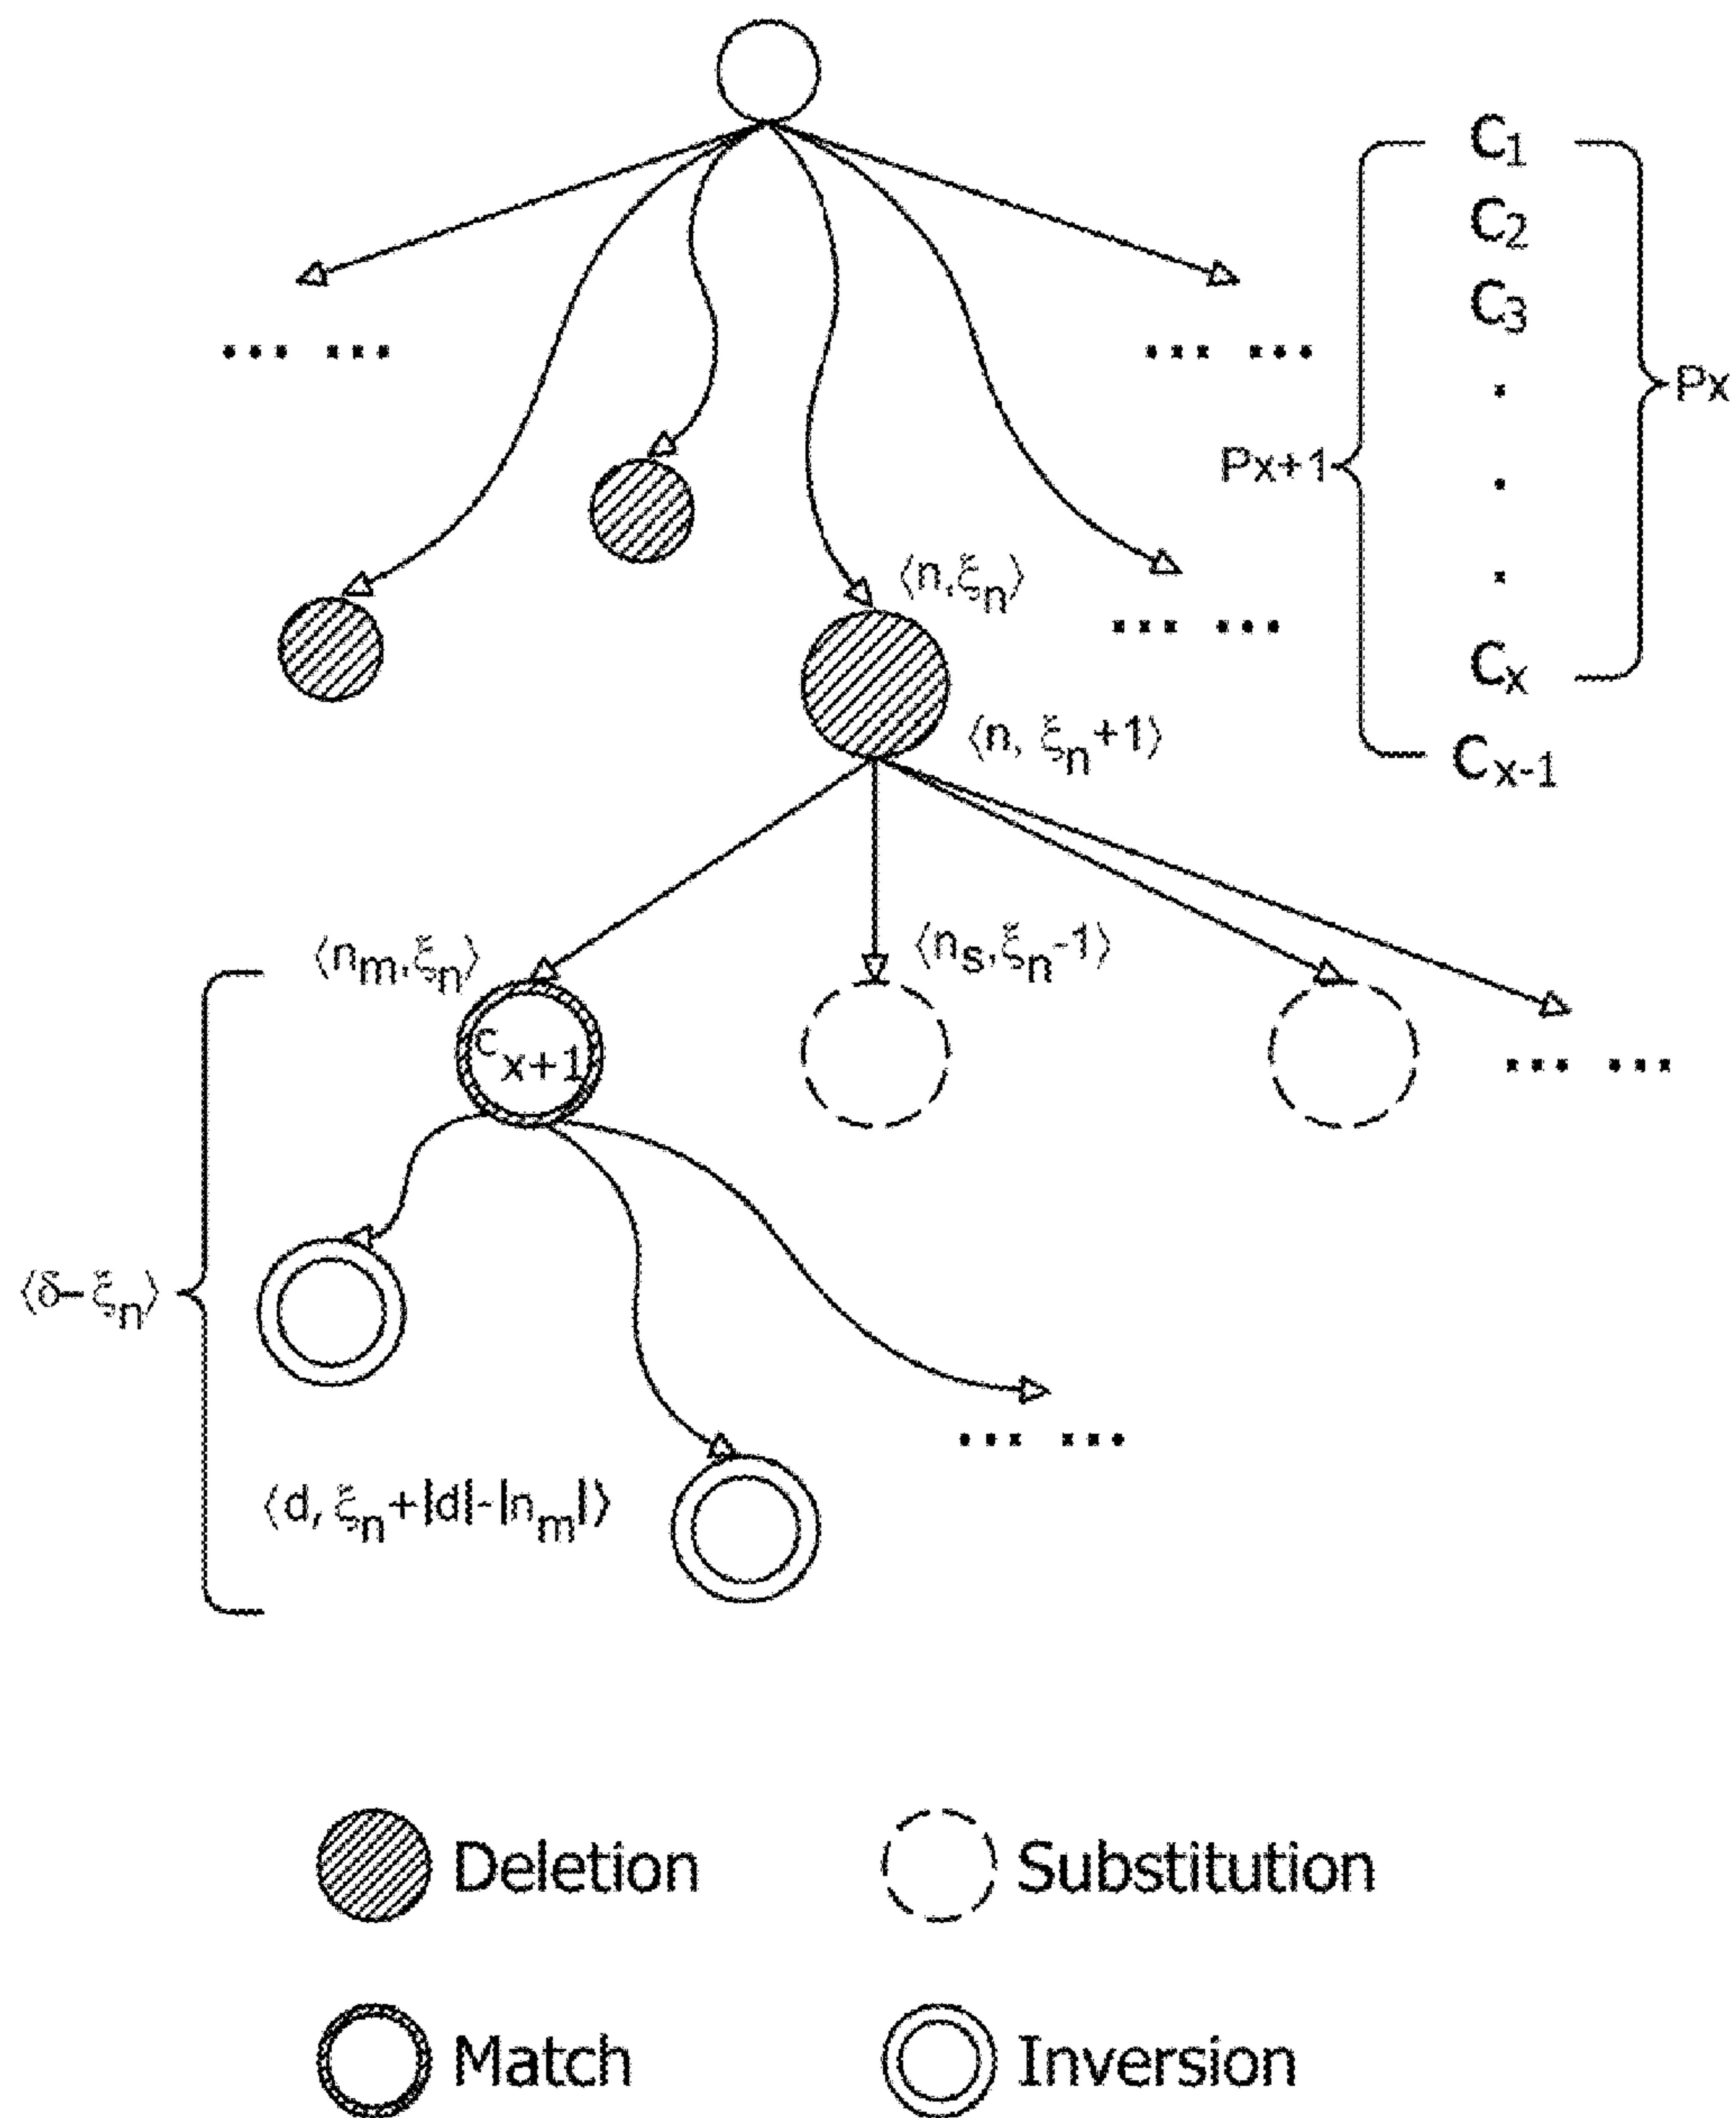 C1
C2
C3
Px
Px+1
⟨n,ξn⟩
Cx
⟨n, ξn+1⟩
Cx-1
⟨nm,ξn⟩
⟨ns,ξn-1⟩
cx+1
⟨δ-ξn⟩
⟨d, ξn+|d|-|nm|⟩
Deletion
Substitution
Match
Inversion